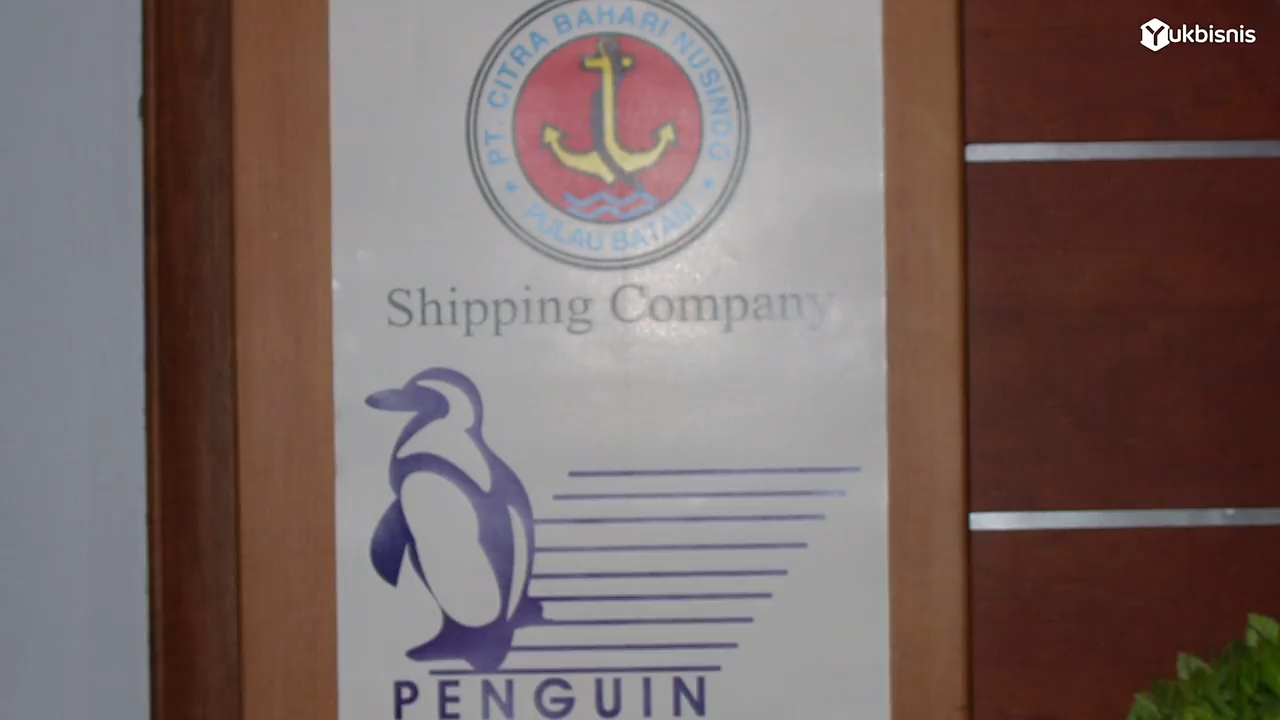 Yukbisnis
PT. CITRA BAHARI NUSINDO
PULAU BATAM
Shipping Company
PENGUIN